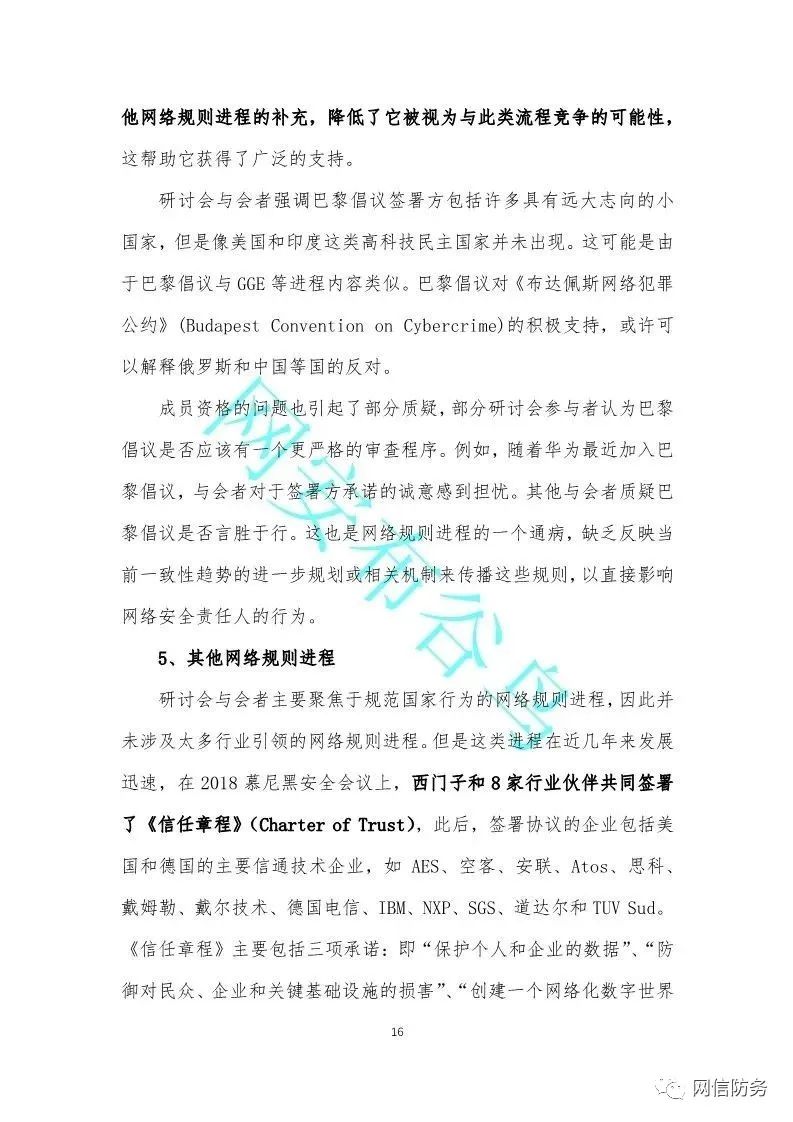 他网络规则进程的补充，降低了它被视为与此类流程竞争的可能性，
这帮助它获得了广泛的支持。
研讨会与会者强调巴黎倡议签署方包括许多具有远大志向的小
国家，但是像美国和印度这类高科技民主国家并未出现。这可能是由
于巴黎倡议与 GGE 等进程内容类似。巴黎倡议对《布达佩斯网络犯罪
公约》(Budapest Convention on Cybercrime)的积极支持，或许可
以解释俄罗斯和中国等国的反对。
成员资格的问题也引起了部分质疑，部分研讨会参与者认为巴黎
倡议是否应该有一个更严格的审查程序。例如，随着华为最近加入巴
黎倡议，与会者对于签署方承诺的诚意感到担忧。其他与会者质疑巴
黎倡议是否言胜于行。这也是网络规则进程的一个通病，缺乏反映当
前一致性趋势的进一步规划或相关机制来传播这些规则，以直接影响
网络安全责任人的行为。
5、其他网络规则进程
研讨会与会者主要聚焦于规范国家行为的网络规则进程，因此并
未涉及太多行业引领的网络规则进程。但是这类进程在近几年来发展
迅速，在 2018 慕尼黑安全会议上，西门子和 8 家行业伙伴共同签署
了《信任章程》（Charter of Trust），此后，签署协议的企业包括美
国和德国的主要信通技术企业，如 AES、空客、安联、Atos、思科、
戴姆勒、戴尔技术、德国电信、IBM、NXP、SGS、道达尔和 TUV Sud。
《信任章程》主要包括三项承诺：即“保护个人和企业的数据”、“防
御对民众、企业和关键基础设施的损害”、“创建一个网络化数字世界
16
网安布谷鸟
网信防务